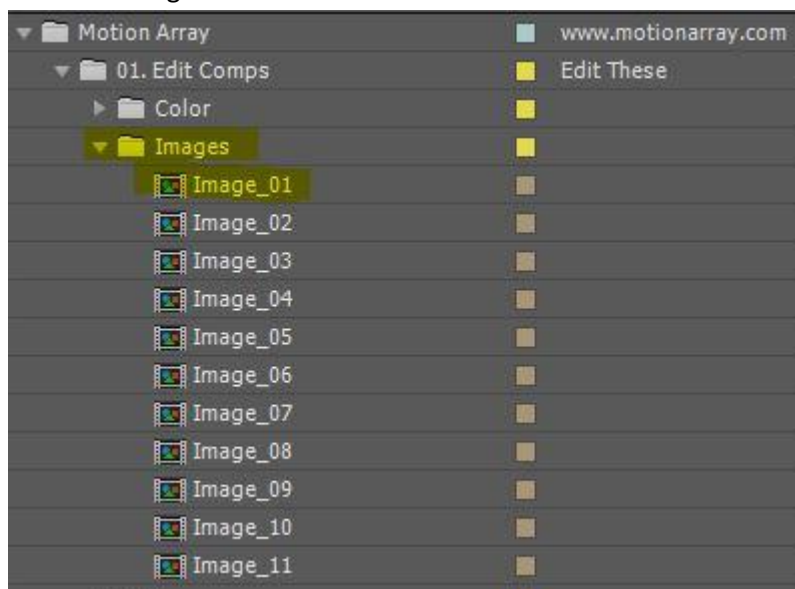 Motion Array www.motionarray.com
01. Edit Comps Edit These
Color
Images
Image_01
Image_02
Image_03
Image_04
Image_05
Image_06
Image_07
Image_08
Image_09
Image_10
Image_11